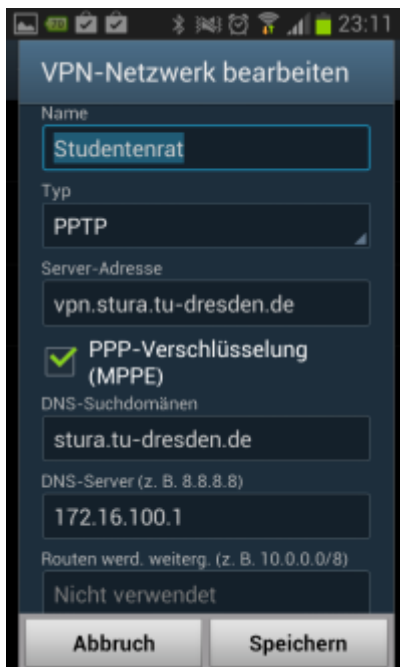 23:11
VPN-Netzwerk bearbeiten
Name
Studentenrat
Typ
PPTP
Server-Adresse
vpn.stura.tu-dresden.de
PPP-Verschlüsselung
(MPPE)
DNS-Suchdomänen
stura.tu-dresden.de
DNS-Server (z. B. 8.8.8.8)
172.16.100.1
Routen werd. weiterg. (z. B. 10.0.0.0/8)
Nicht verwendet
Abbruch Speichern